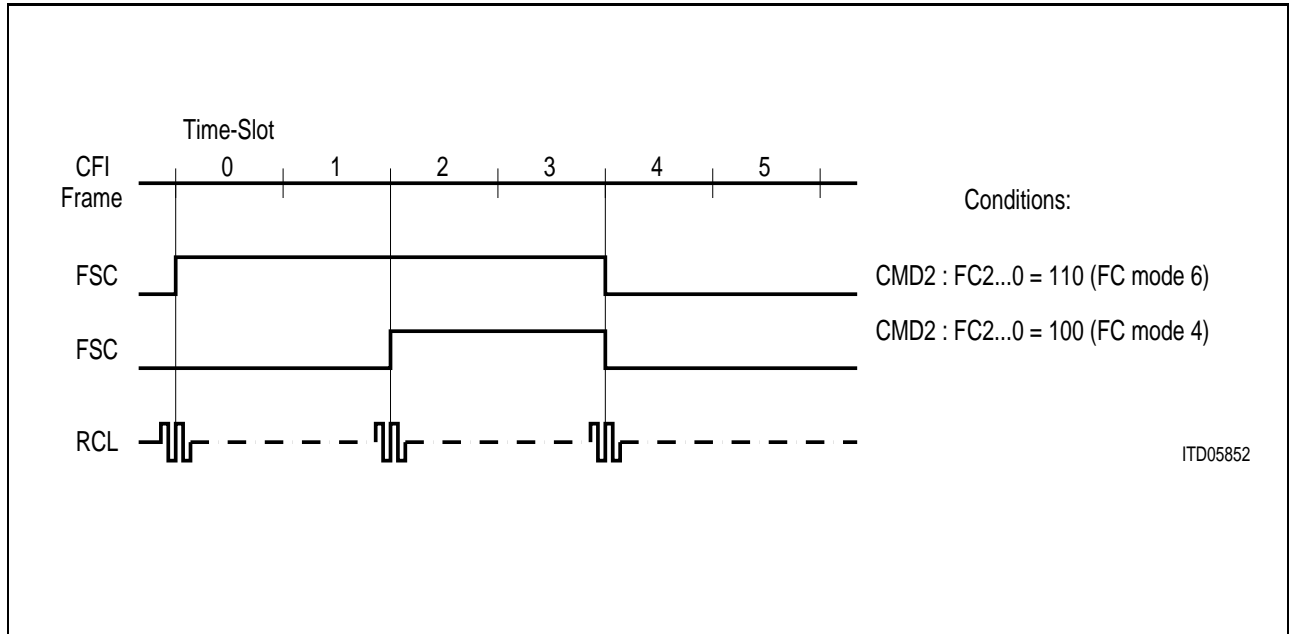 Time-Slot
CFI 0 1 2 3 4 5
Frame
Conditions:
FSC CMD2 : FC2...0 = 110 (FC mode 6)
FSC CMD2 : FC2...0 = 100 (FC mode 4)
RCL
ITD05852